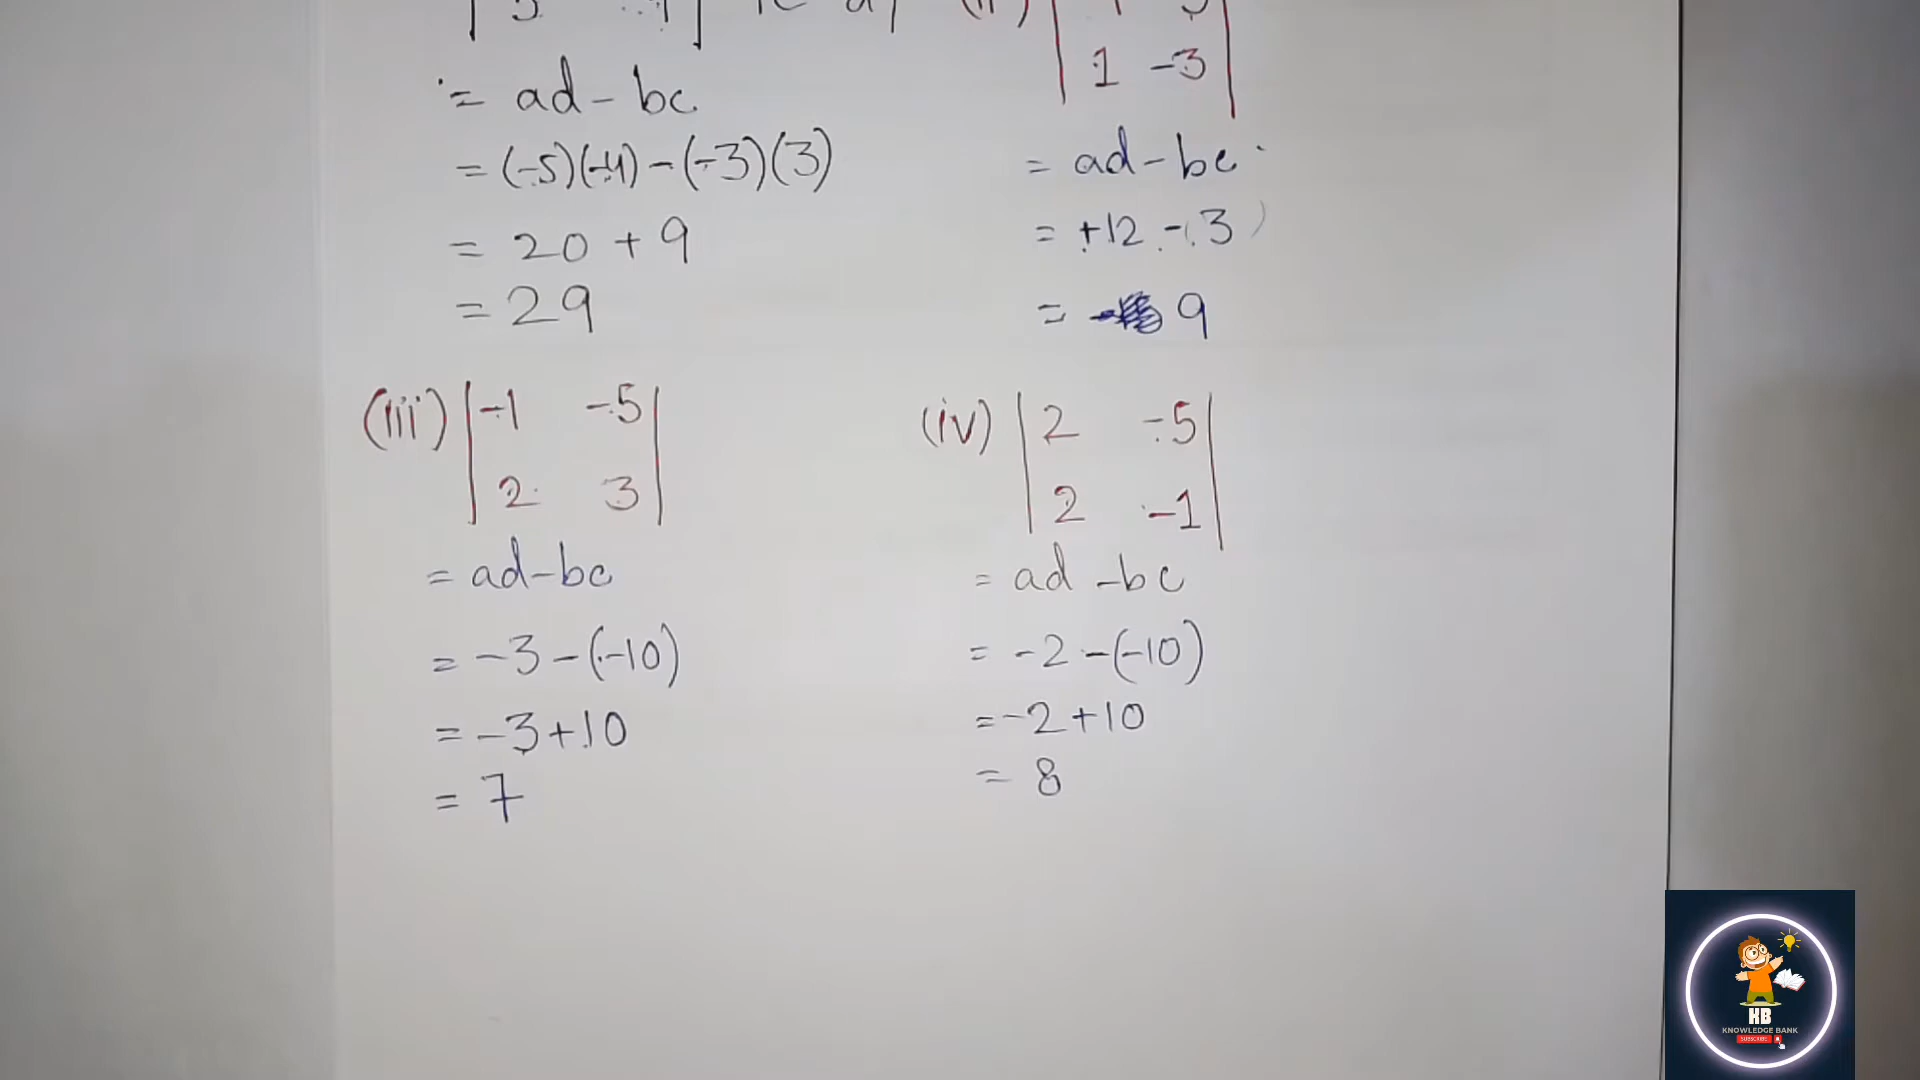 = ad - bc
= (-5)(-4) - (-3)(3)
= 20 + 9
= 29
1 -3
= ad - bc
= +12 - 3
= 9
(iii) | -1 -5 |
| 2 3 |
= ad - bc
= -3 - (-10)
= -3 + 10
= 7
(iv) | 2 -5 |
| 2 -1 |
= ad - bc
= -2 - (-10)
= -2 + 10
= 8
KB
KNOWLEDGE BANK
SUBSCRIBE